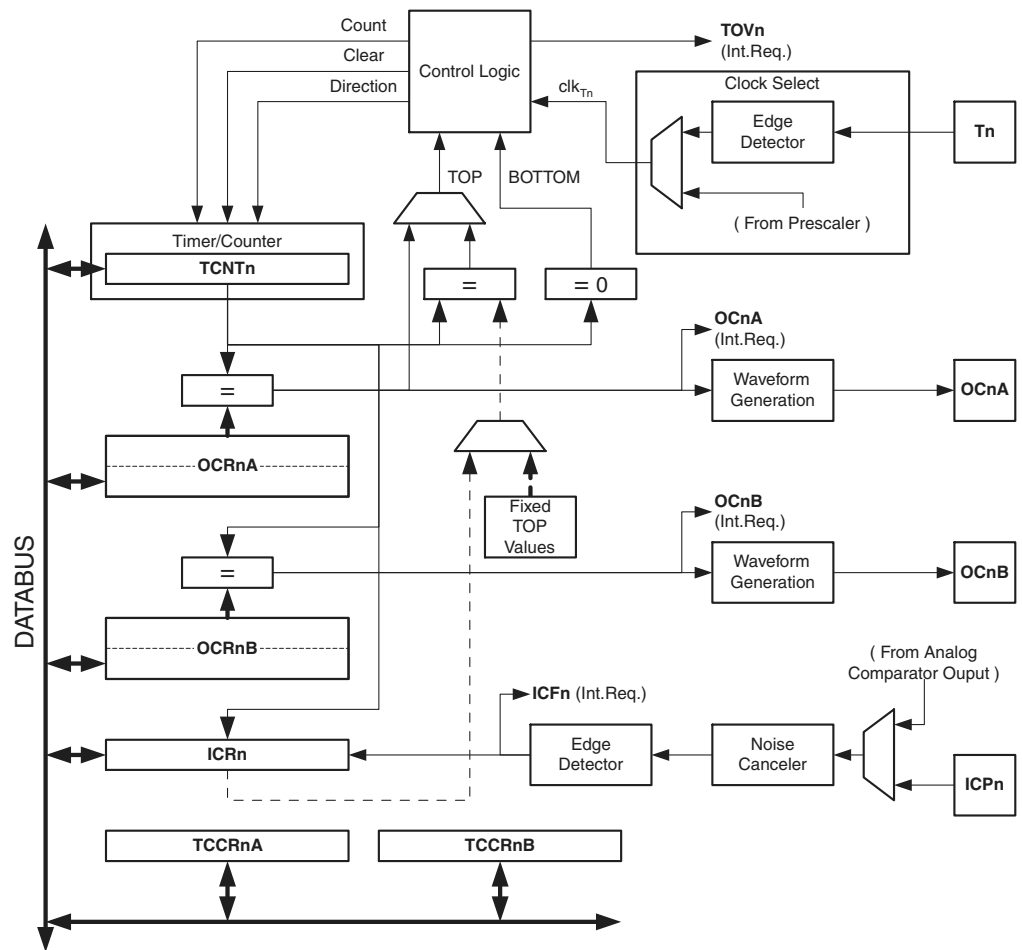 Count
Clear
Direction
Control Logic
TOVn
(Int.Req.)
clkTn
Clock Select
Edge
Detector
Tn
( From Prescaler )
TOP
BOTTOM
Timer/Counter
TCNTn
=
= 0
OCnA
(Int.Req.)
=
Waveform
Generation
OCnA
OCRnA
Fixed
TOP
Values
OCnB
(Int.Req.)
=
Waveform
Generation
OCnB
OCRnB
DATABUS
( From Analog
Comparator Ouput )
ICFn (Int.Req.)
ICRn
Edge
Detector
Noise
Canceler
ICPn
TCCRnA
TCCRnB